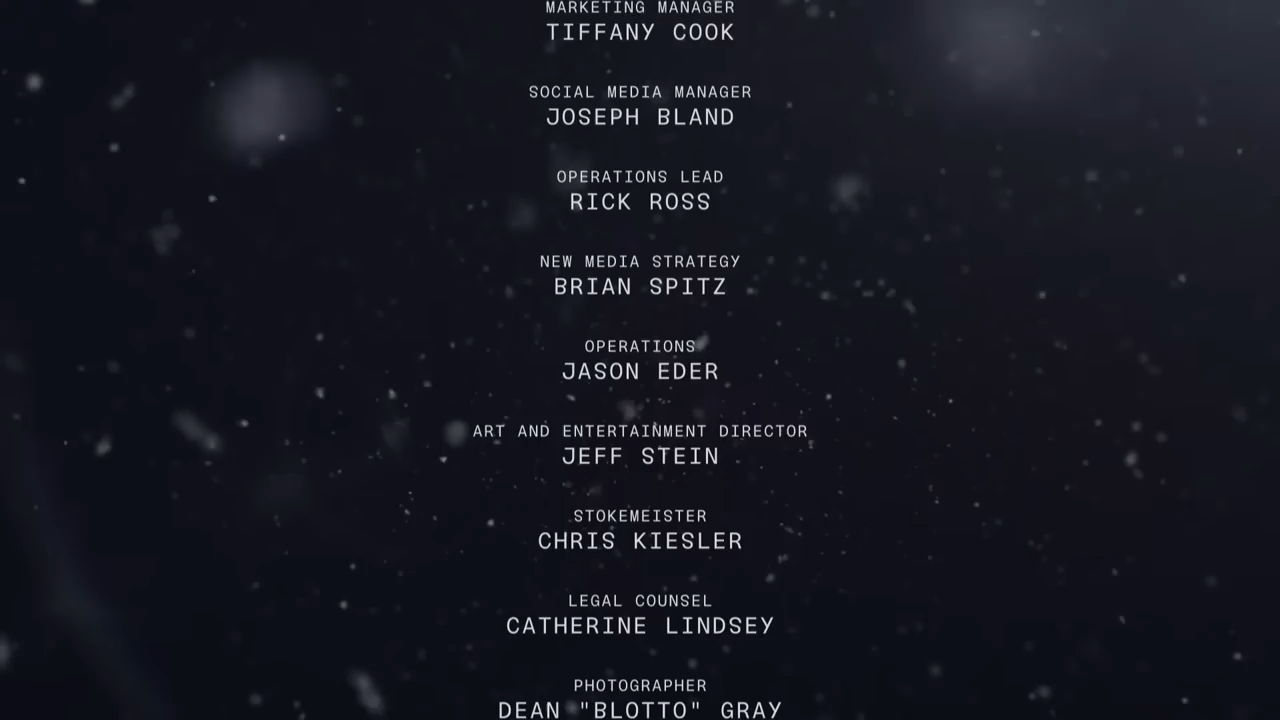 MARKETING MANAGER
TIFFANY COOK
SOCIAL MEDIA MANAGER
JOSEPH BLAND
OPERATIONS LEAD
RICK ROSS
NEW MEDIA STRATEGY
BRIAN SPITZ
OPERATIONS
JASON EDER
ART AND ENTERTAINMENT DIRECTOR
JEFF STEIN
STOKEMEISTER
CHRIS KIESLER
LEGAL COUNSEL
CATHERINE LINDSEY
PHOTOGRAPHER
DEAN "BLOTTO" GRAY